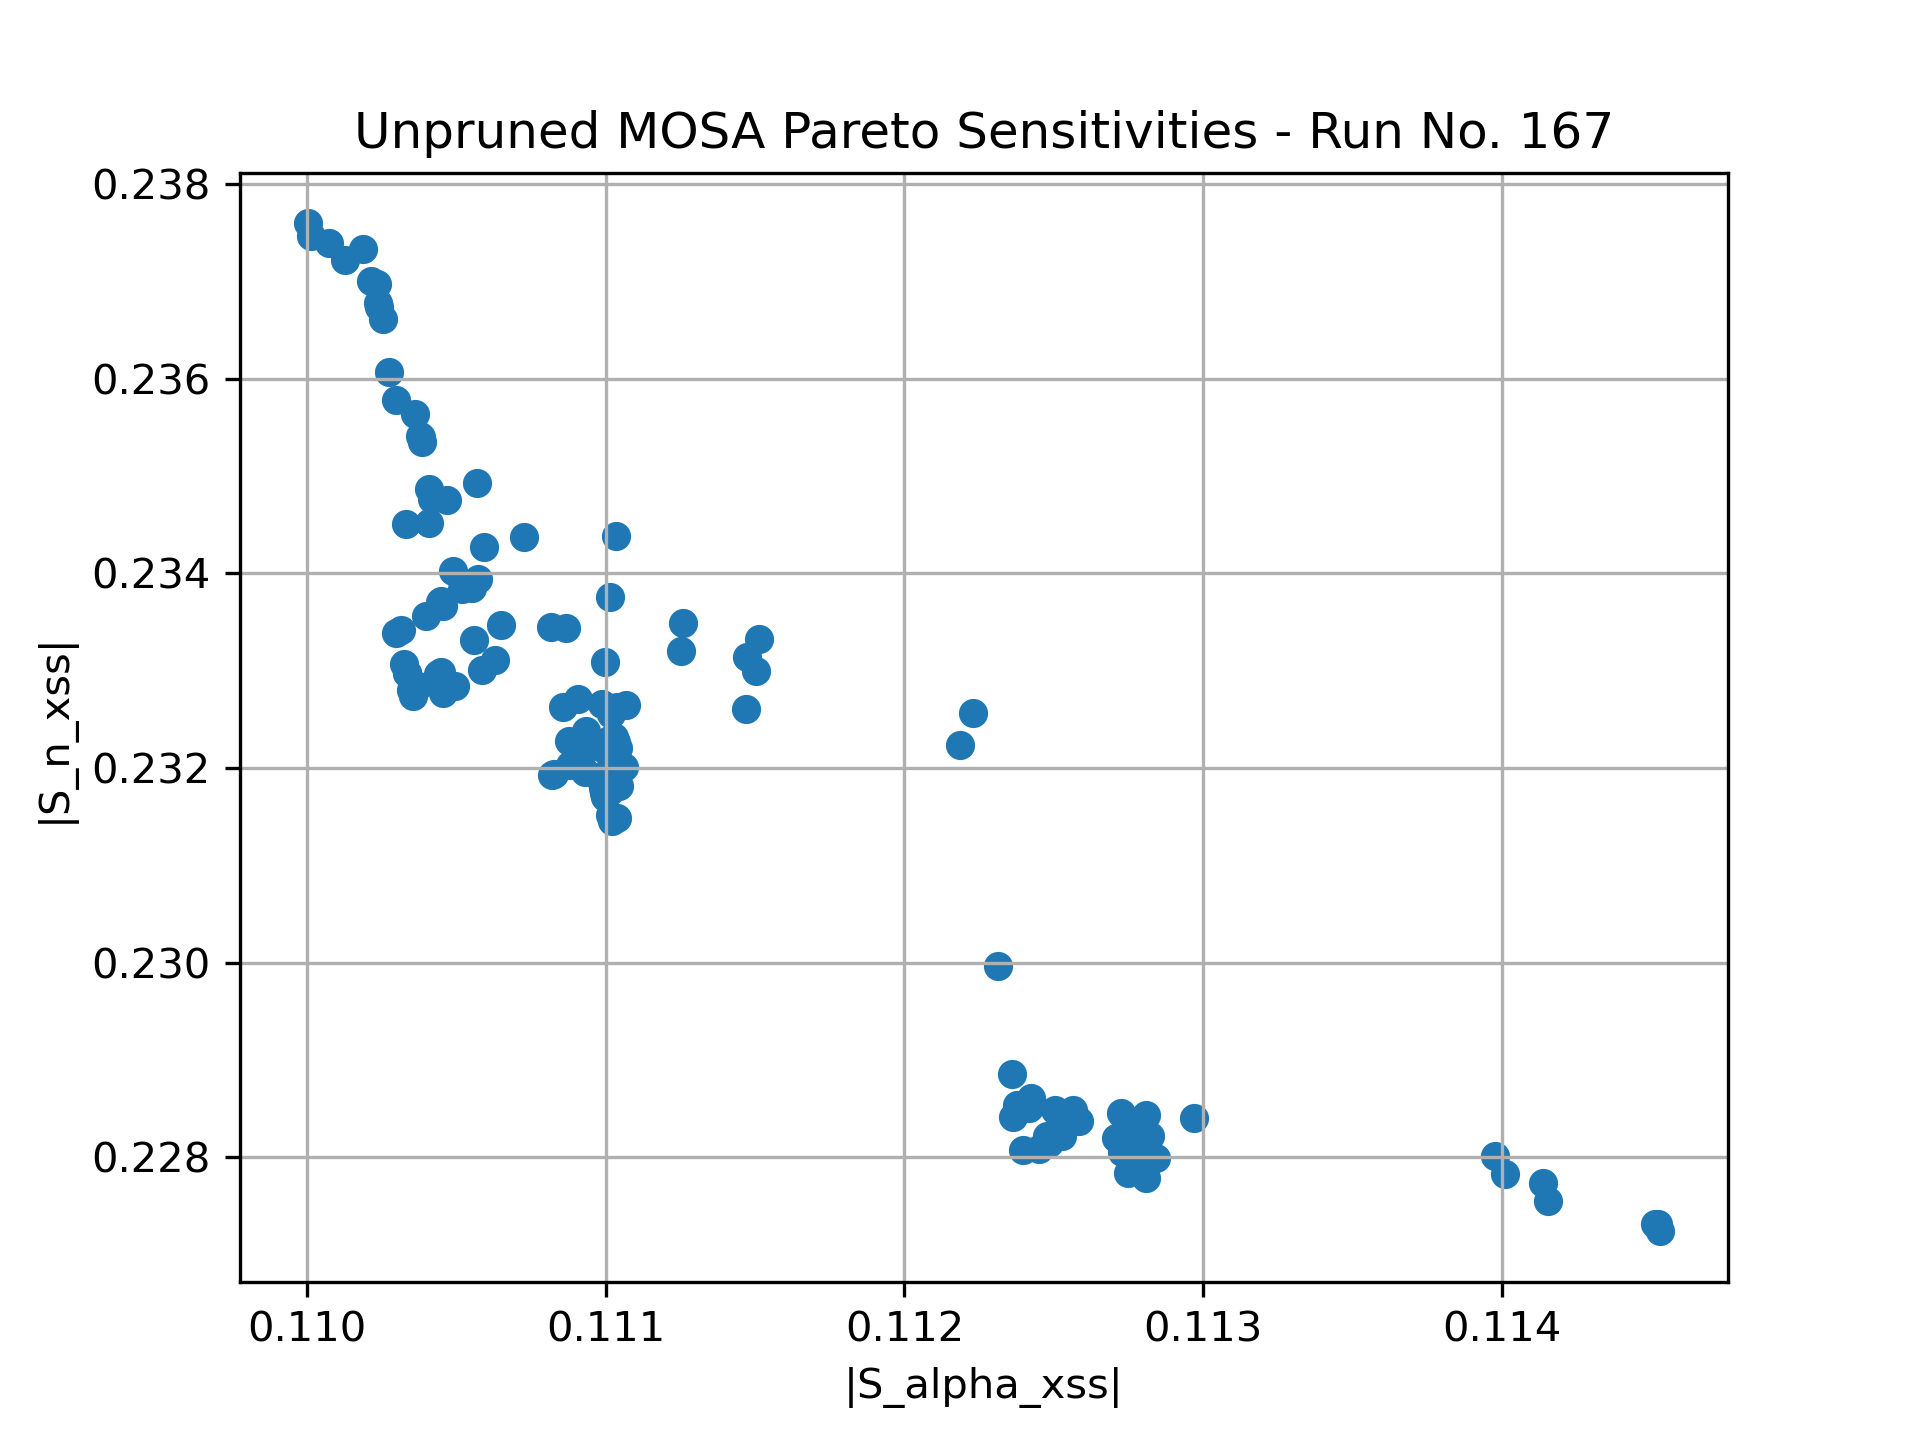 Unpruned MOSA Pareto Sensitivities - Run No. 167
0.238
0.236
0.234
0.232
0.230
0.228
|S_n_xss|
0.110 0.111 0.112 0.113 0.114
|S_alpha_xss|